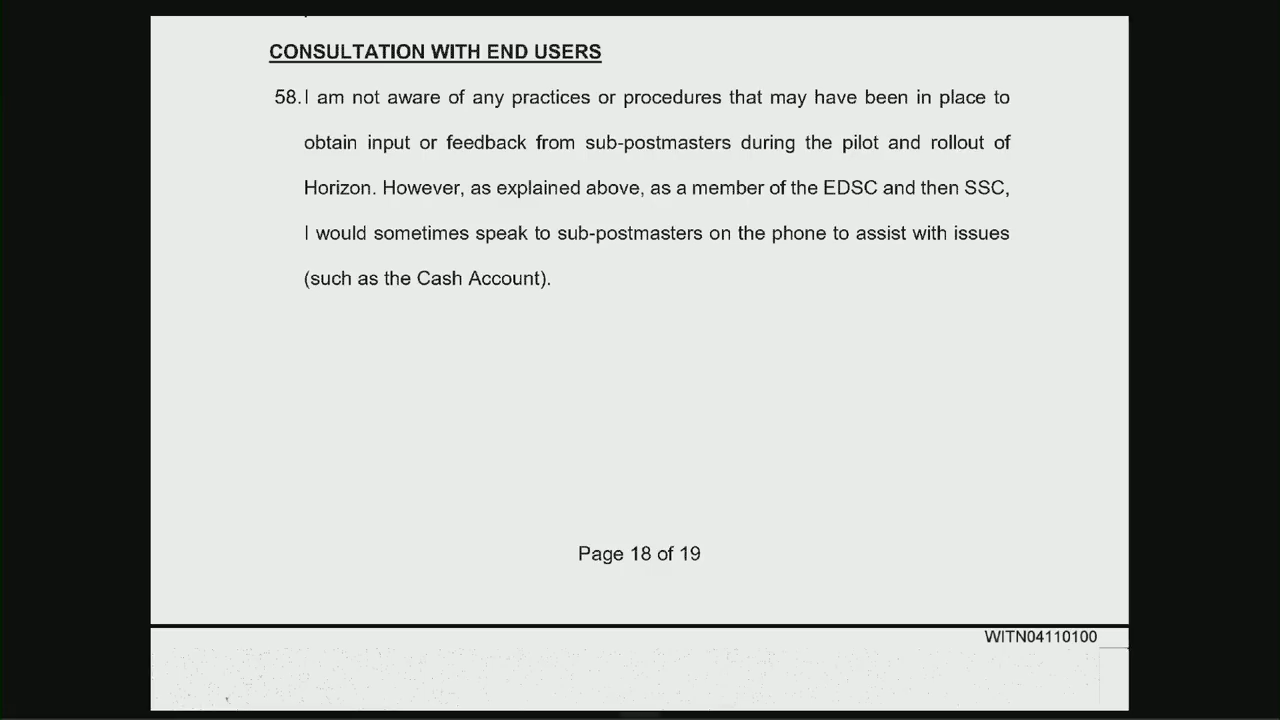 CONSULTATION WITH END USERS
58. I am not aware of any practices or procedures that may have been in place to
obtain input or feedback from sub-postmasters during the pilot and rollout of
Horizon. However, as explained above, as a member of the EDSC and then SSC,
I would sometimes speak to sub-postmasters on the phone to assist with issues
(such as the Cash Account).
Page 18 of 19
WITN04110100